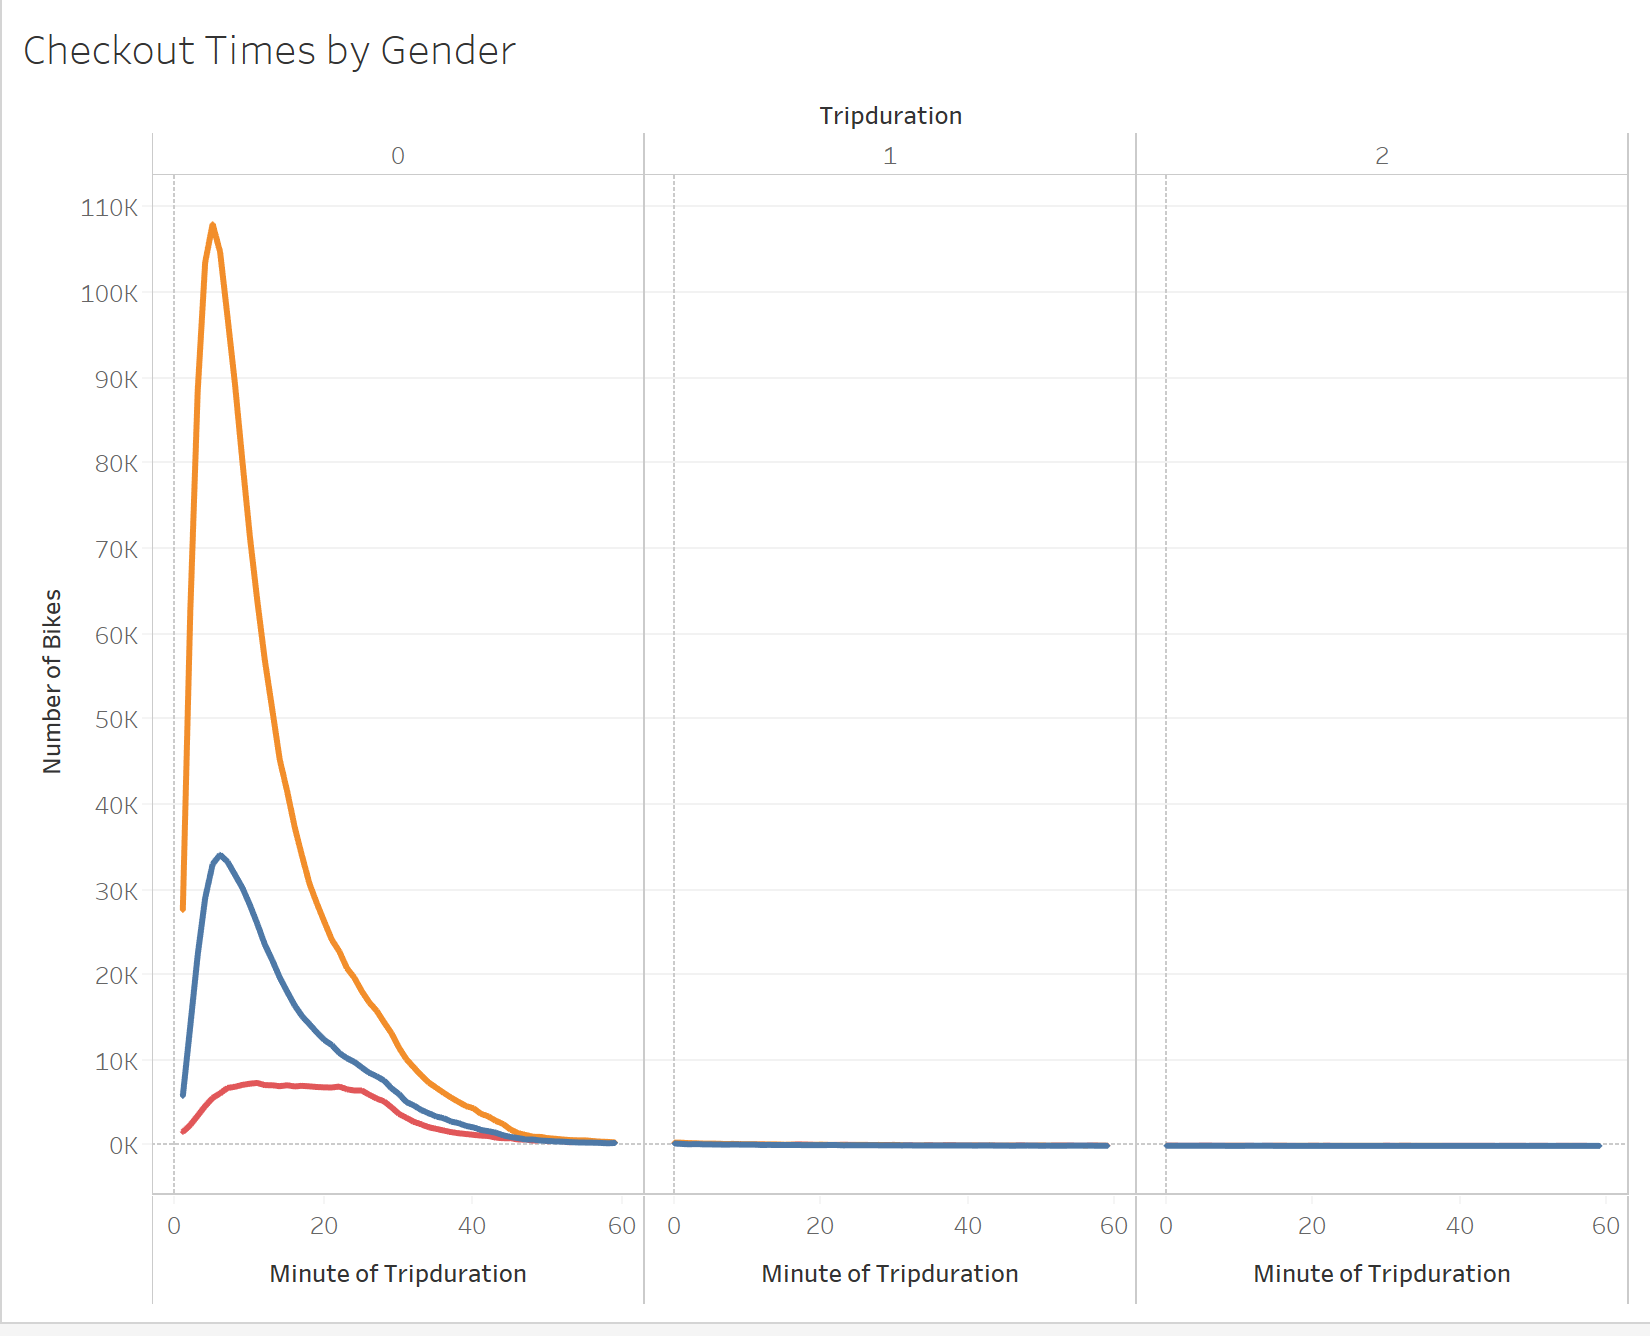 Checkout Times by Gender
Tripduration
0 1 2
110K
100K
90K
80K
70K
60K
50K
40K
30K
20K
10K
0K
Number of Bikes
0 20 40 60 0 20 40 60 0 20 40 60
Minute of Tripduration Minute of Tripduration Minute of Tripduration